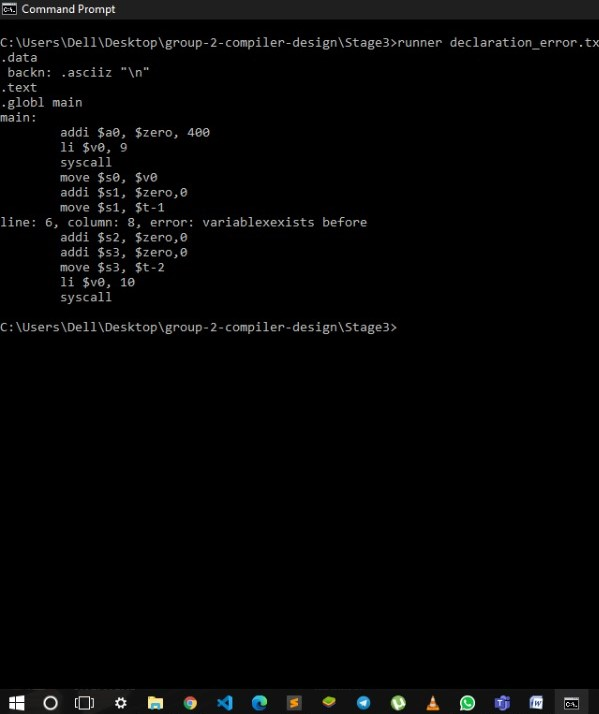 Command Prompt
C:\Users\Dell\Desktop\group-2-compiler-design\Stage3>runner declaration_error.tx
.data
 backn: .asciiz "\n"
.text
.globl main
main:
        addi $a0, $zero, 400
        li $v0, 9
        syscall
        move $s0, $v0
        addi $s1, $zero,0
        move $s1, $t-1
line: 6, column: 8, error: variablexexists before
        addi $s2, $zero,0
        addi $s3, $zero,0
        move $s3, $t-2
        li $v0, 10
        syscall
C:\Users\Dell\Desktop\group-2-compiler-design\Stage3>